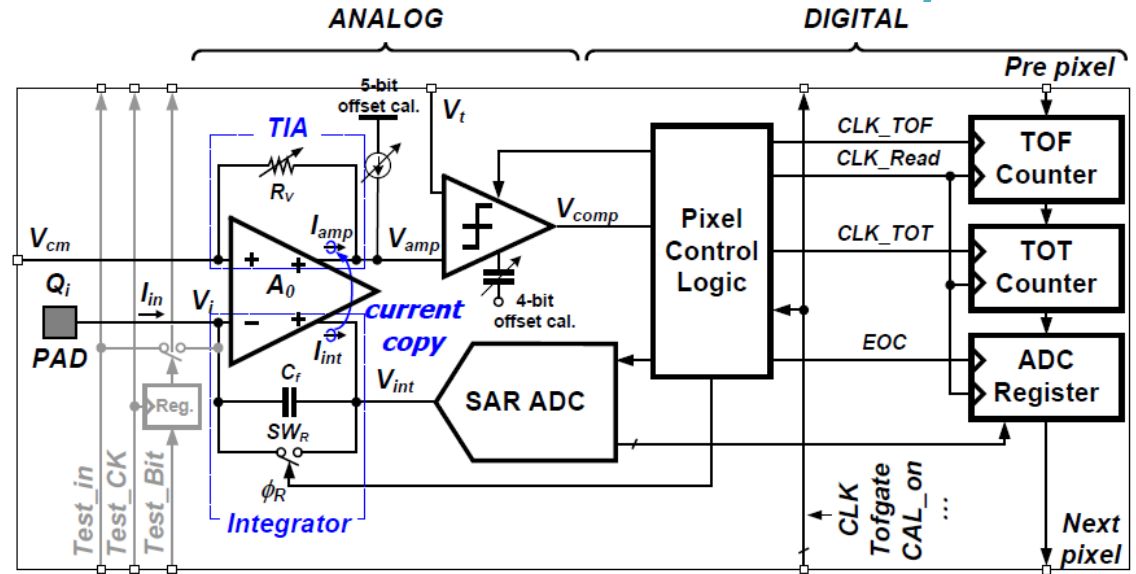 ANALOG
DIGITAL
Pre pixel
5-bit
offset cal.
V_t
TIA
R_V
I_amp
V_amp
V_comp
CLK_TOF
CLK_Read
TOF
Counter
Pixel
Control
Logic
V_cm
+
+
A_0
-
+
Q_i
I_in
V_i
PAD
current
copy
I_int
4-bit
offset cal.
CLK_TOT
TOT
Counter
EOC
ADC
Register
C_f
V_int
SAR ADC
SW_R
Reg.
ϕ_R
Integrator
Test_in
Test_CK
Test_Bit
CLK
Tofgate
CAL_on
...
Next
pixel